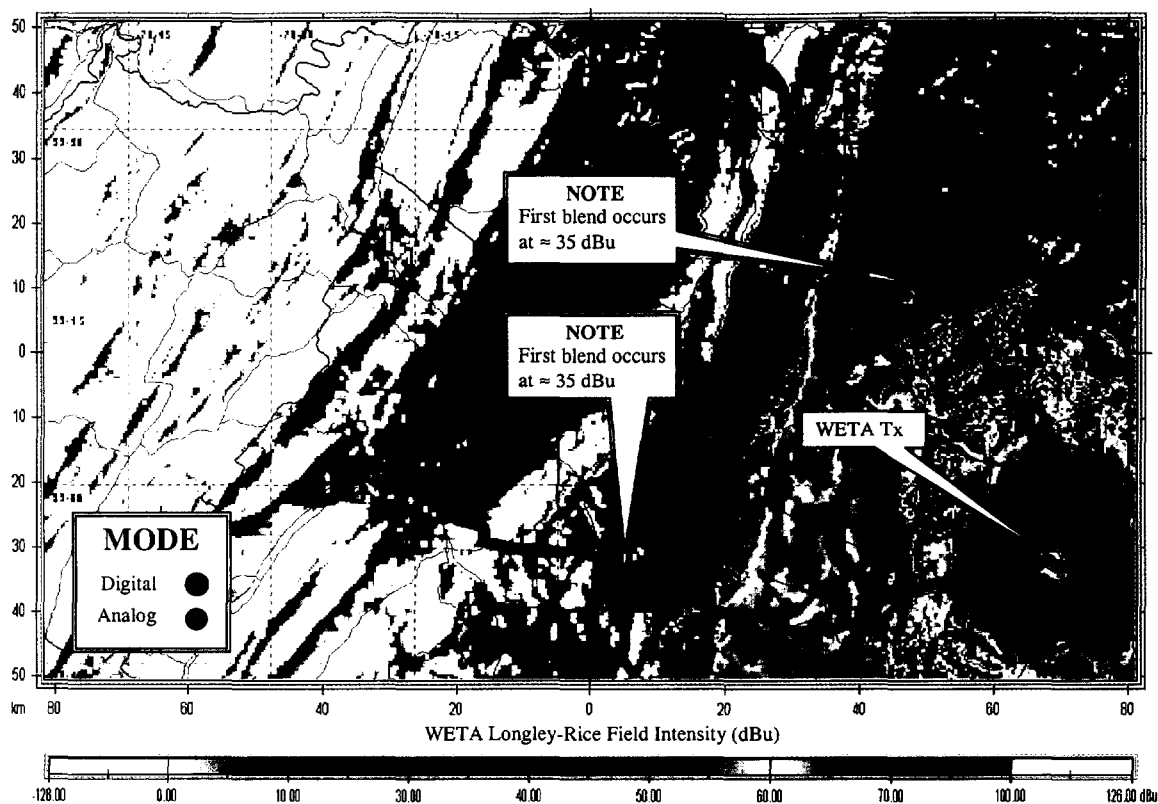 50
40
30
20
10
0
10
20
30
40
50
NOTE
First blend occurs
at ≈ 35 dBu
NOTE
First blend occurs
at ≈ 35 dBu
WETA Tx
MODE
Digital
Analog
km 80 60 40 20 0 20 40 60 80
WETA Longley-Rice Field Intensity (dBu)
-128.00 0.00 10.00 30.00 40.00 50.00 60.00 80.00 100.00 126.00 dBu